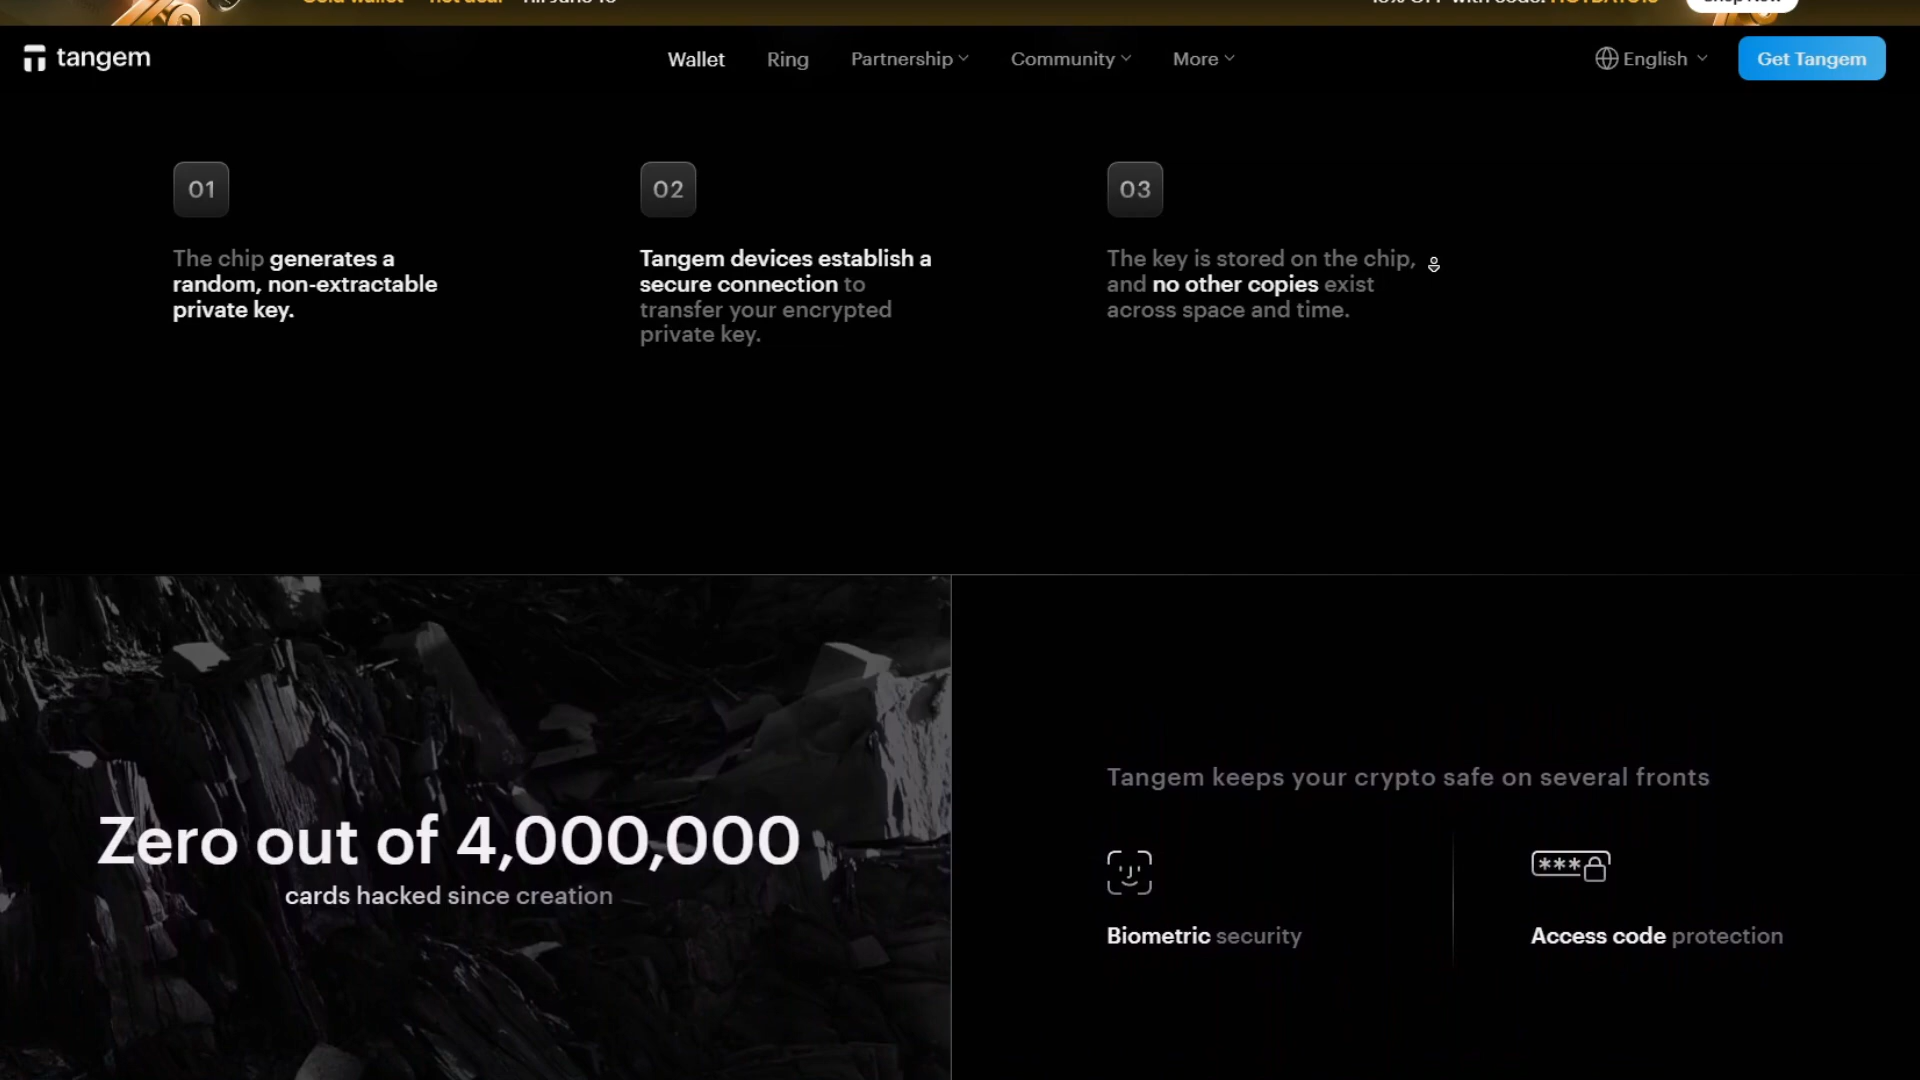 Gold wallet
tangem
Wallet
Ring
Partnership
Community
More
English
Get Tangem
01
02
03
The chip generates a
random, non-extractable
private key.
Tangem devices establish a
secure connection to
transfer your encrypted
private key.
The key is stored on the chip,
and no other copies exist
across space and time.
Zero out of 4,000,000
cards hacked since creation
Tangem keeps your crypto safe on several fronts
***
Biometric security
Access code protection